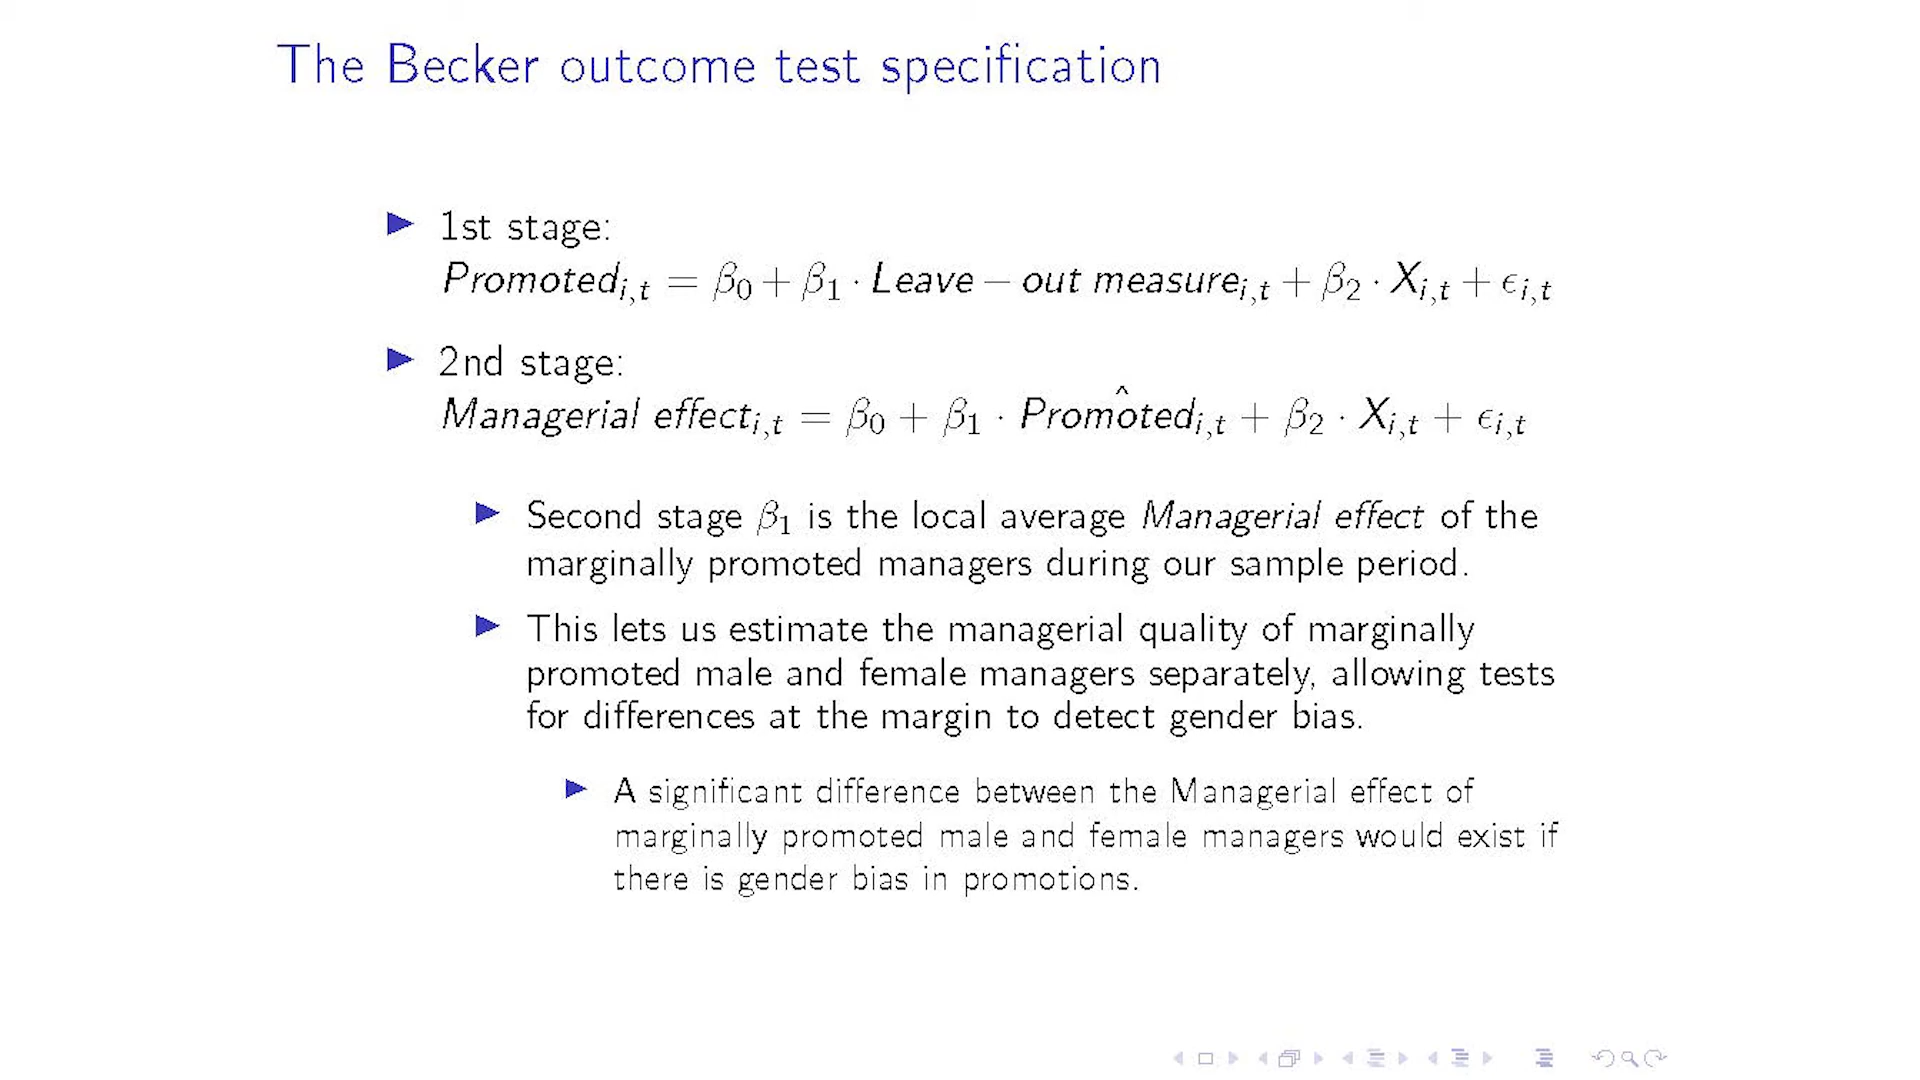 The Becker outcome test specification
1st stage:
Promoted_{i,t} = β_0 + β_1 · Leave − out measure_{i,t} + β_2 · X_{i,t} + ϵ_{i,t}
2nd stage:
Managerial effect_{i,t} = β_0 + β_1 · \hat{Promoted}_{i,t} + β_2 · X_{i,t} + ϵ_{i,t}
Second stage β_1 is the local average Managerial effect of the
marginally promoted managers during our sample period.
This lets us estimate the managerial quality of marginally
promoted male and female managers separately, allowing tests
for differences at the margin to detect gender bias.
A significant difference between the Managerial effect of
marginally promoted male and female managers would exist if
there is gender bias in promotions.